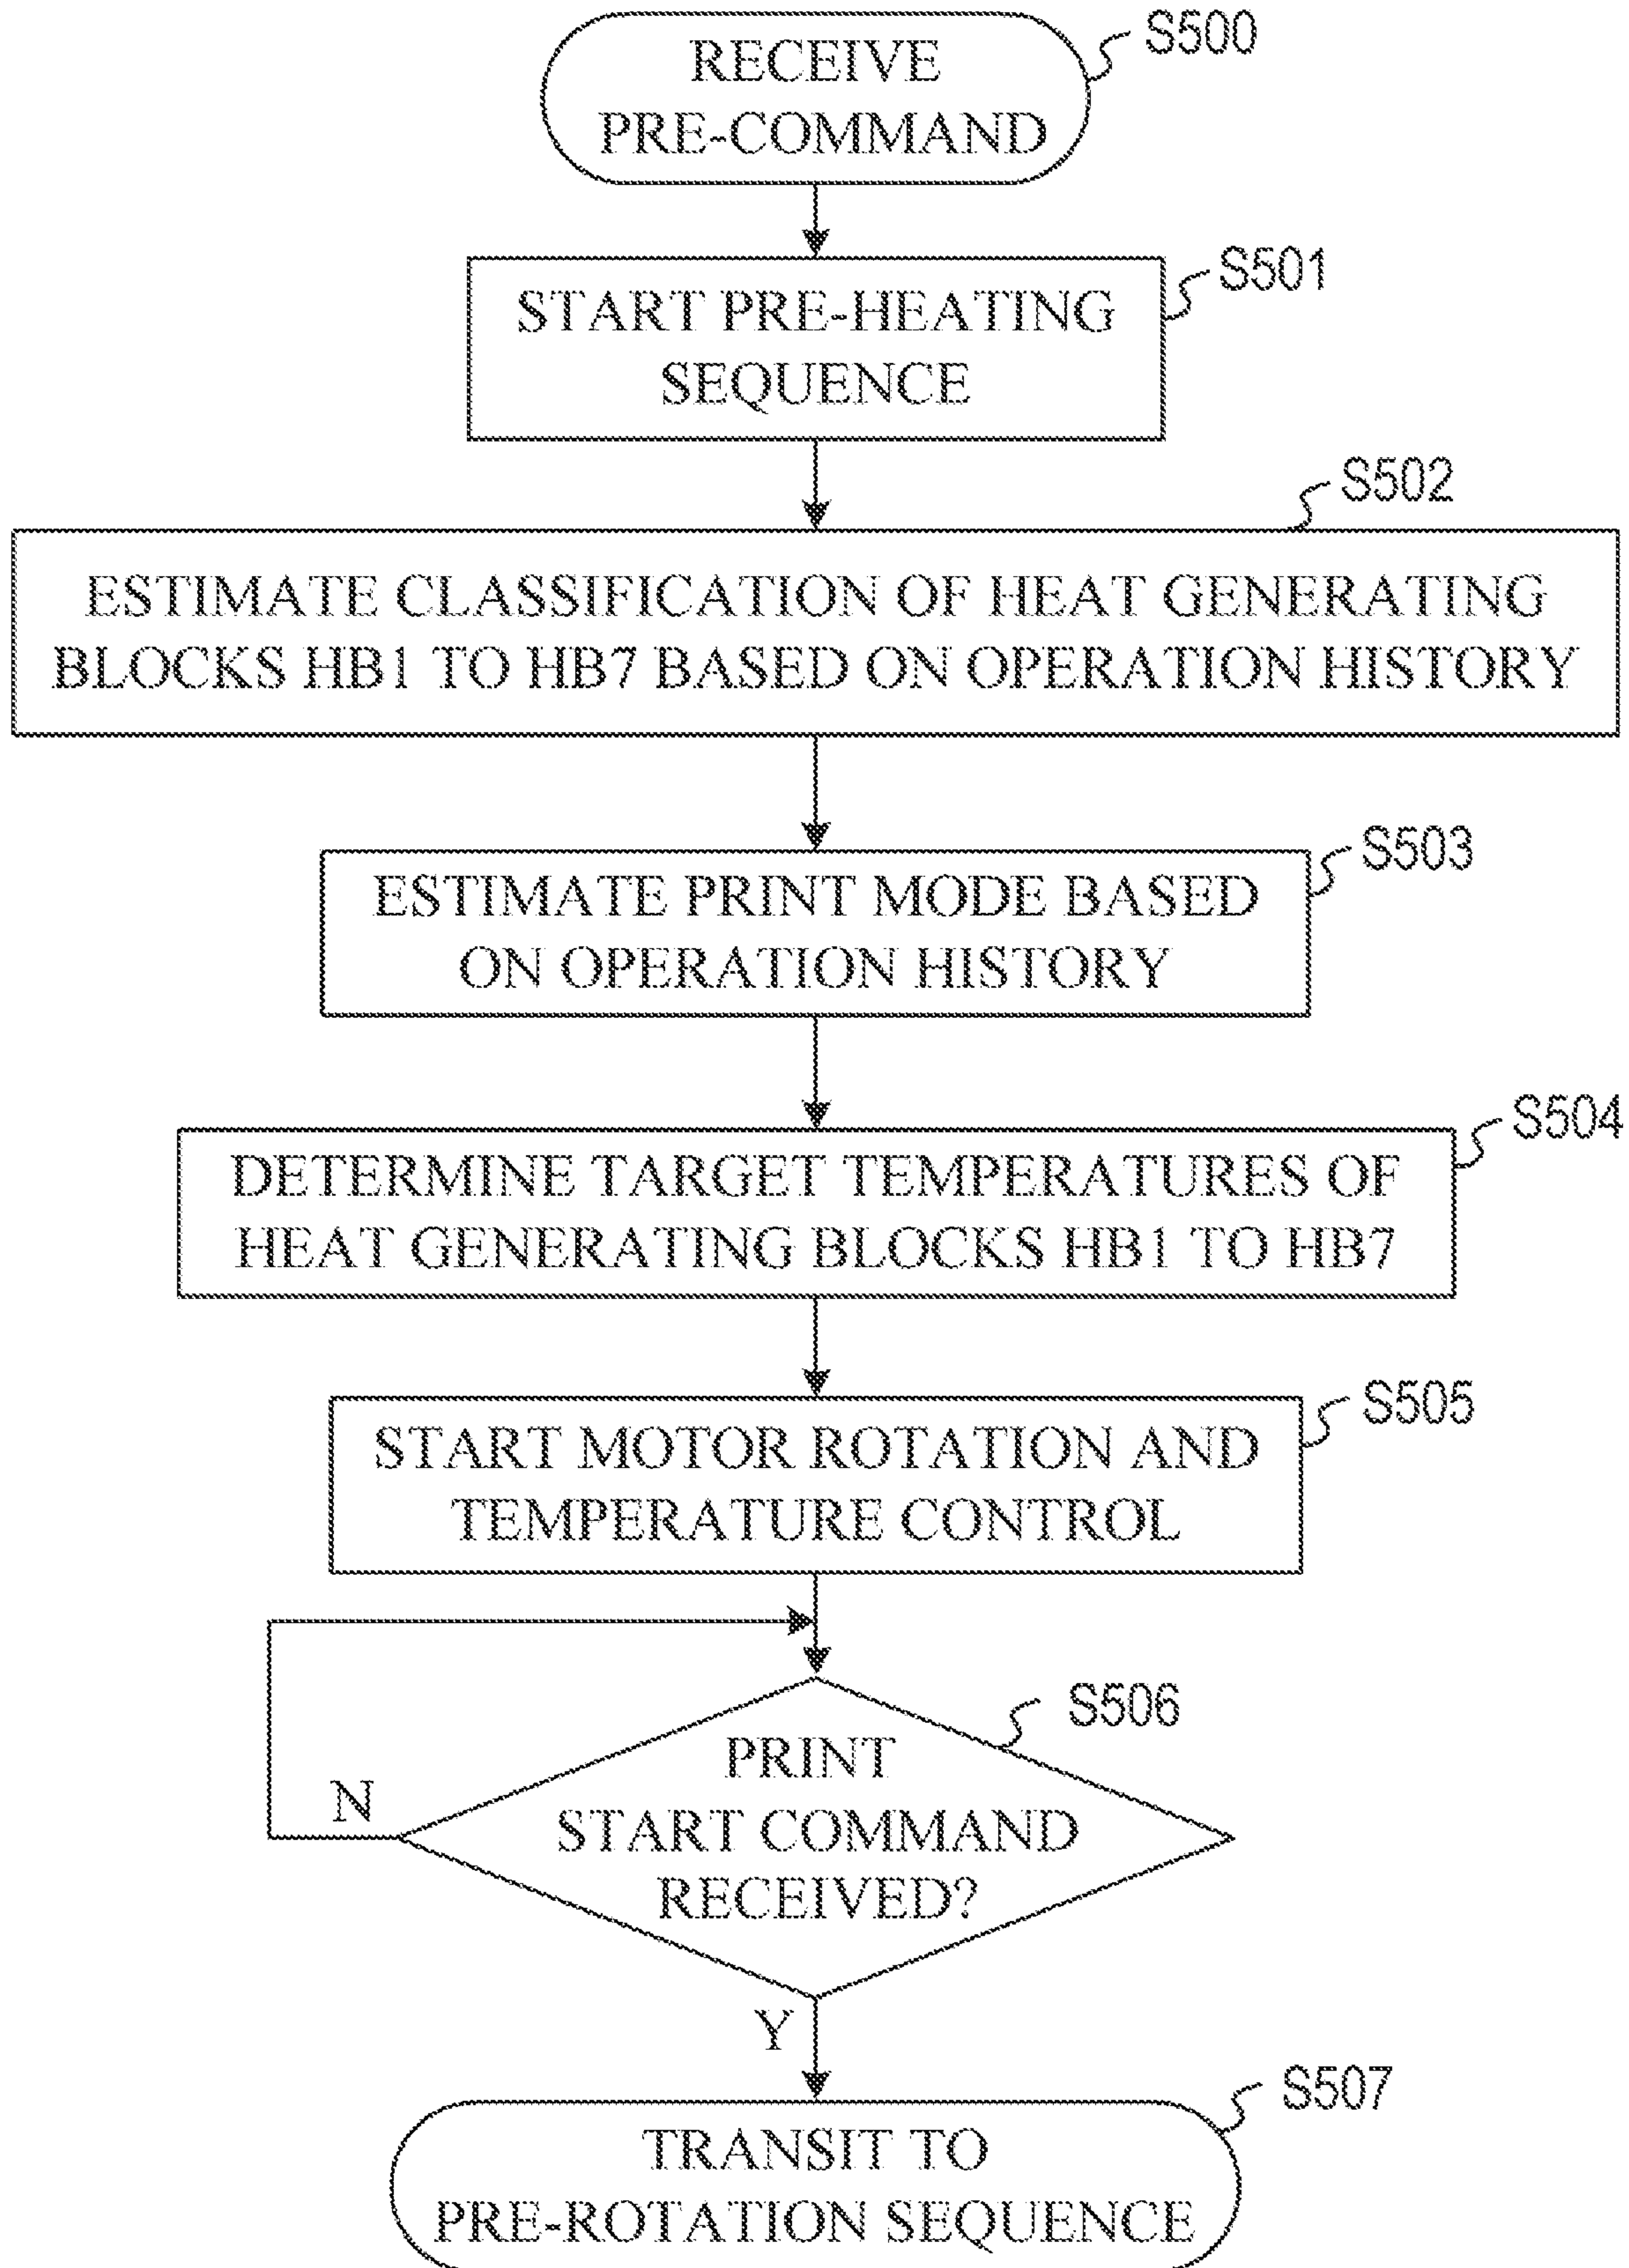 S500
RECEIVE
PRE-COMMAND
S501
START PRE-HEATING
SEQUENCE
S502
ESTIMATE CLASSIFICATION OF HEAT GENERATING
BLOCKS HB1 TO HB7 BASED ON OPERATION HISTORY
S503
ESTIMATE PRINT MODE BASED
ON OPERATION HISTORY
S504
DETERMINE TARGET TEMPERATURES OF
HEAT GENERATING BLOCKS HB1 TO HB7
S505
START MOTOR ROTATION AND
TEMPERATURE CONTROL
S506
PRINT
START COMMAND
RECEIVED?
N
Y
S507
TRANSIT TO
PRE-ROTATION SEQUENCE